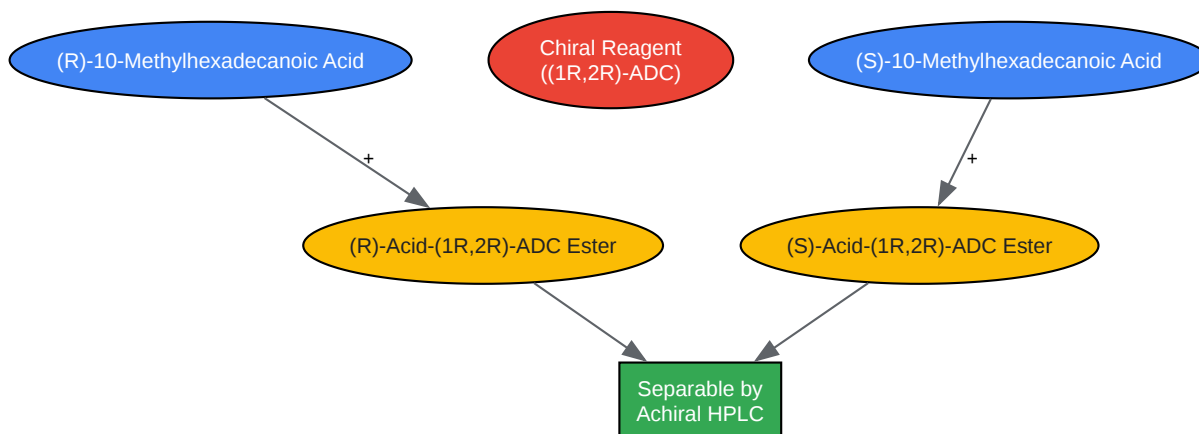 (R)-10-Methylhexadecanoic Acid
Chiral Reagent
((1R,2R)-ADC)
(S)-10-Methylhexadecanoic Acid
+
+
(R)-Acid-(1R,2R)-ADC Ester
(S)-Acid-(1R,2R)-ADC Ester
Separable by
Achiral HPLC